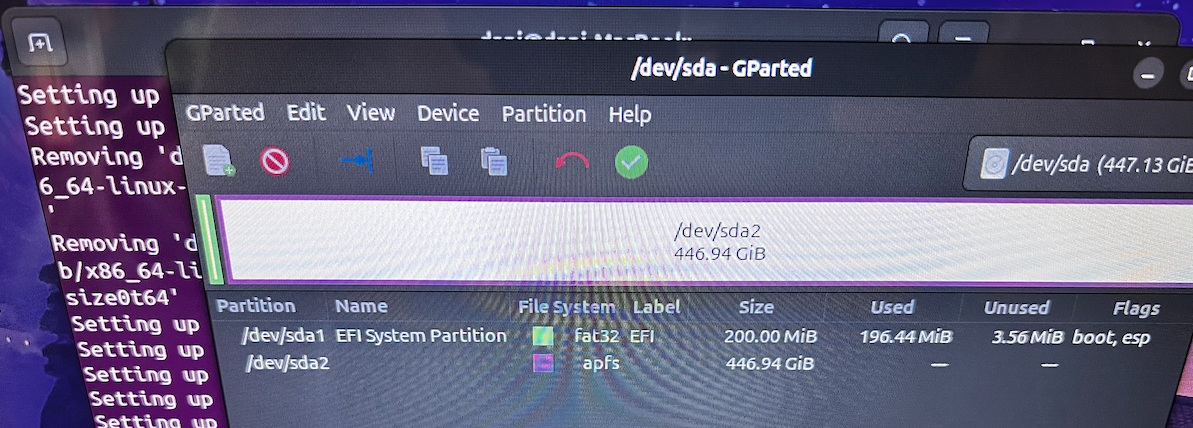 /dev/sda - GParted
GParted Edit View Device Partition Help
/dev/sda (447.13 GiB
/dev/sda2
446.94 GiB
Partition Name File System Label Size Used Unused Flags
/dev/sda1 EFI System Partition fat32 EFI 200.00 MiB 196.44 MiB 3.56 MiB boot, esp
/dev/sda2 apfs 446.94 GiB — —
Setting up
Setting up
Removing 'd
6_64-linux-
'
Removing 'd
b/x86_64-li
size0t64'
Setting up
Setting up
Setting up
Setting up
Setting up